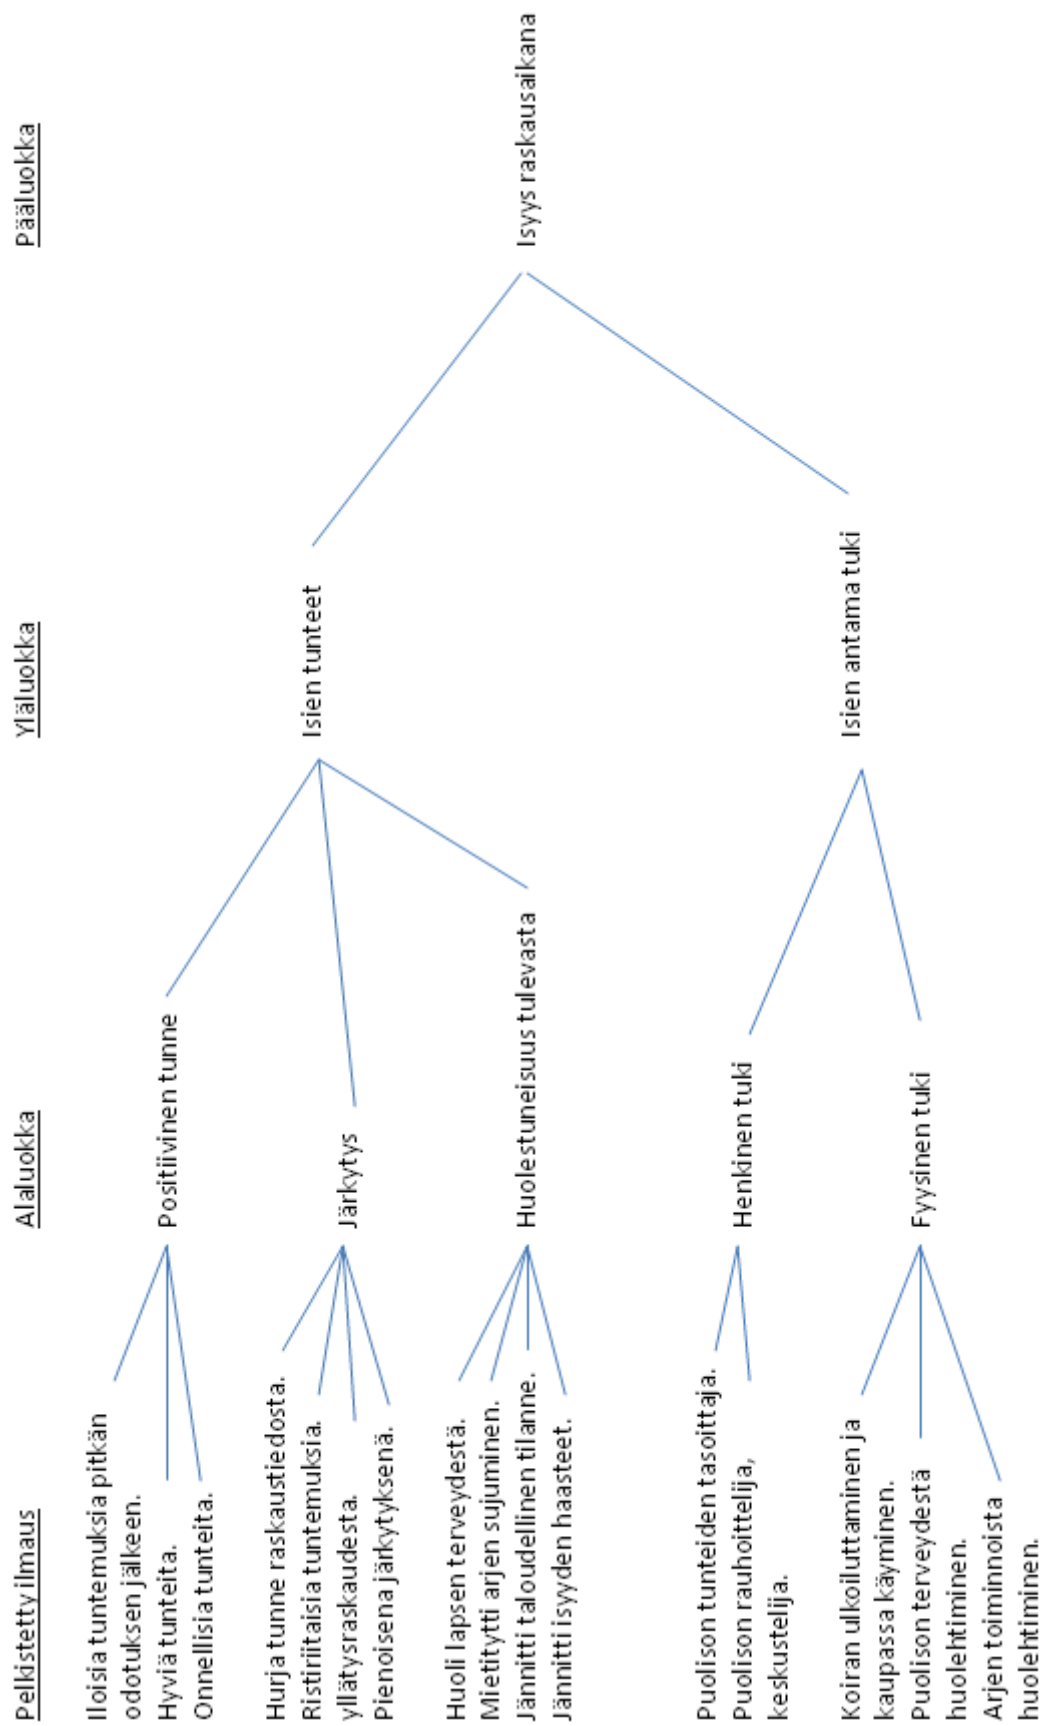 Pelkistetty ilmaus
Alaluokka
Yläluokka
Pääluokka
Iloisia tuntemuksia pitkän
odotuksen jälkeen.
Hyviä tunteita.
Onnellisia tunteita.
Positiivinen tunne
Hurja tunne raskaustiedosta.
Ristiriitaisia tuntemuksia.
yllätysraskaudesta.
Pienoisena järkytyksenä.
Järkytys
Isien tunteet
Huoli lapsen terveydestä.
Mietitytti arjen sujuminen.
Jännitti taloudellinen tilanne.
Jännitti isyyden haasteet.
Huolestuneisuus tulevasta
Isyys raskausaikana
Puolison tunteiden tasoittaja.
Puolison rauhoittelija,
keskustelija.
Henkinen tuki
Isien antama tuki
Koiran ulkoiluttaminen ja
kaupassa käyminen.
Puolison terveydestä
huolehtiminen.
Arjen toiminnoista
huolehtiminen.
Fyysinen tuki